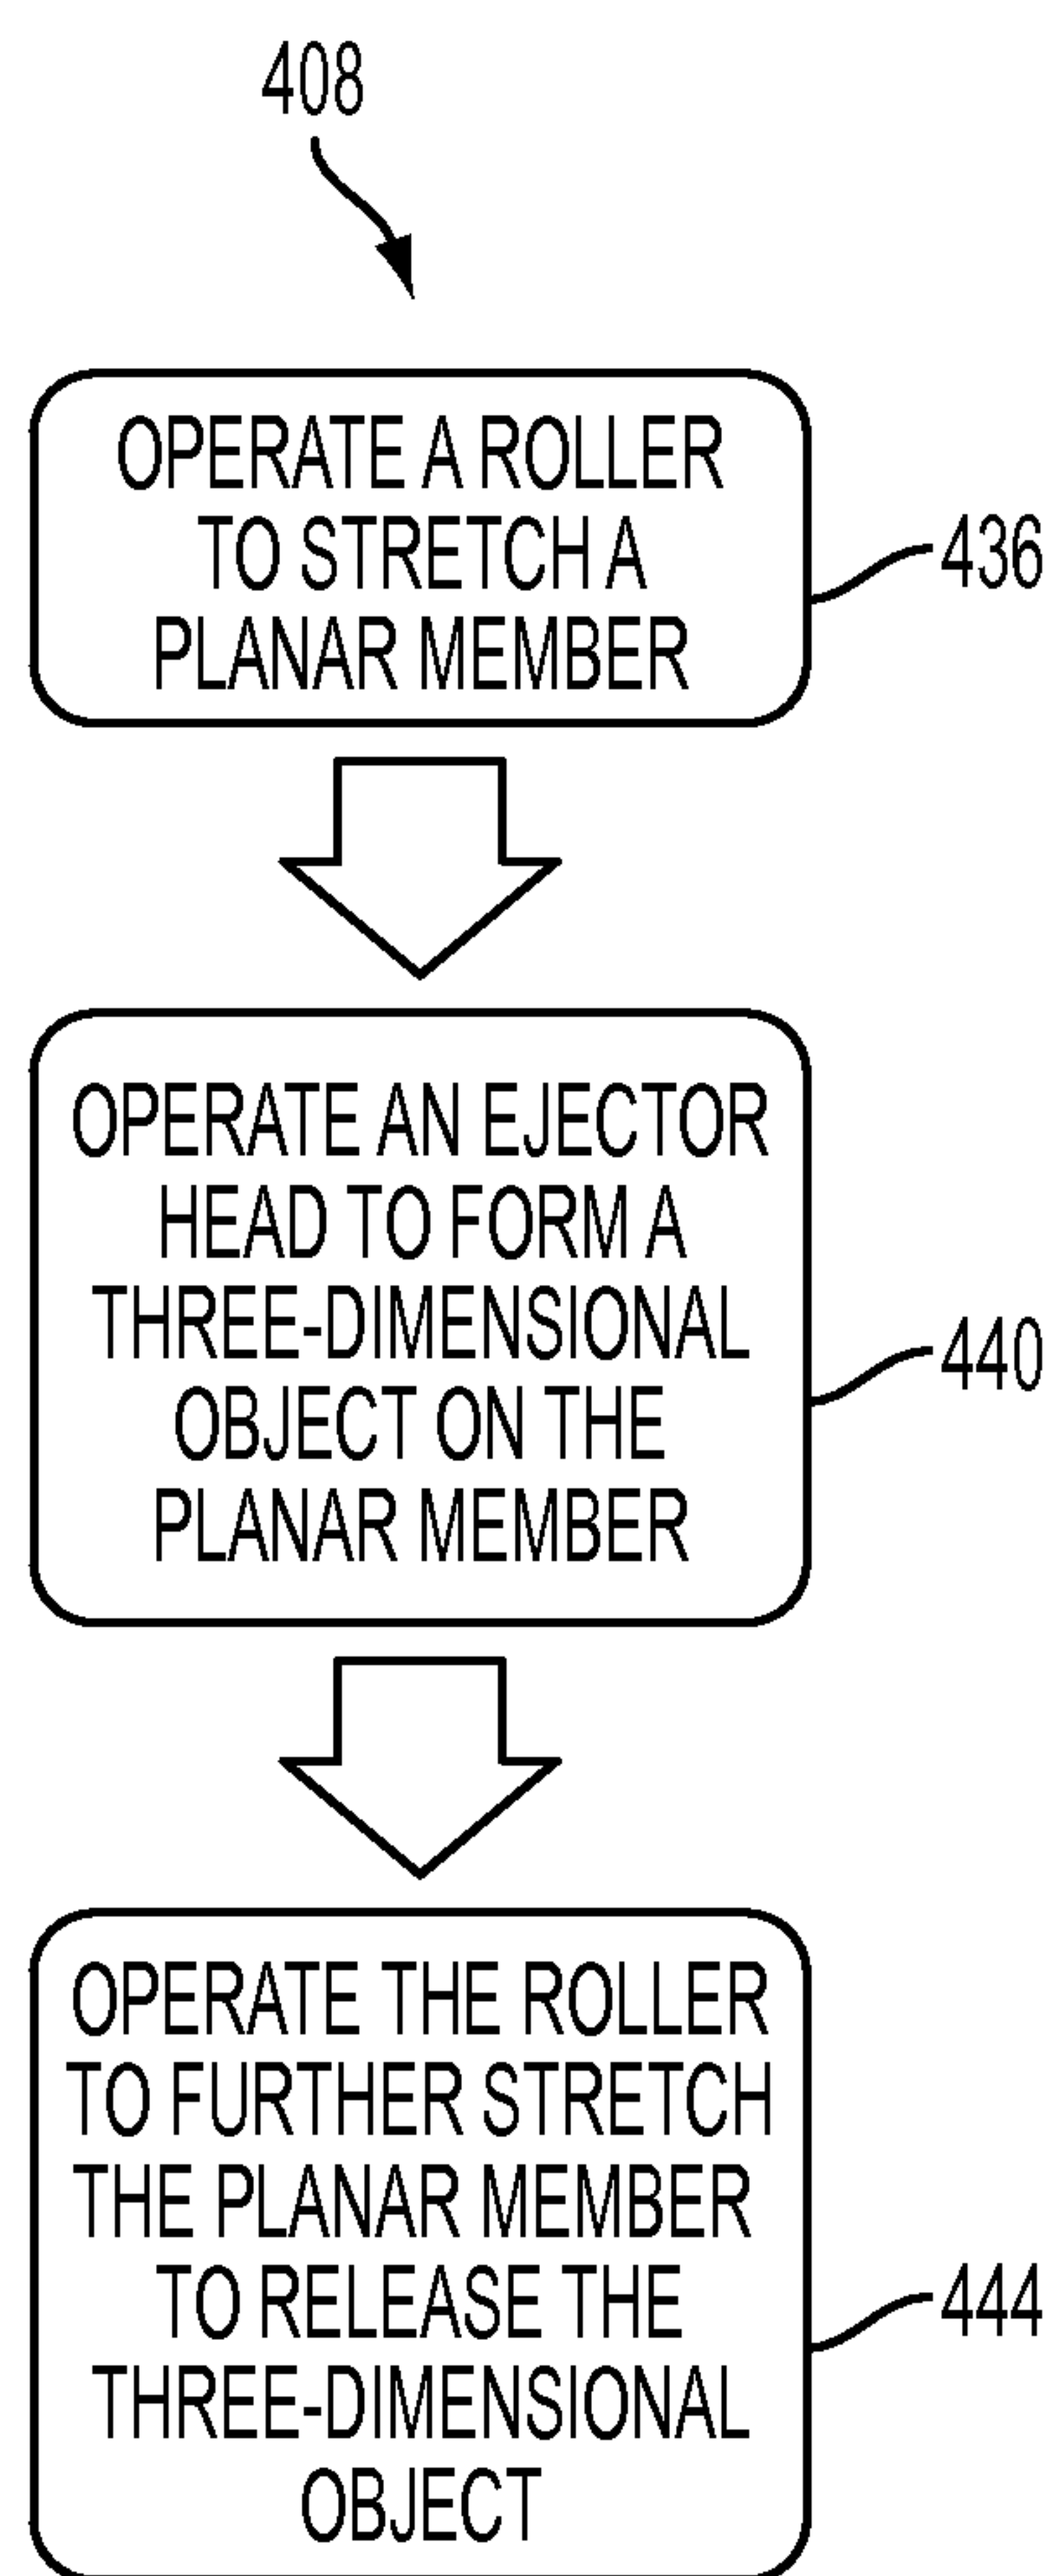 408
OPERATE A ROLLER
TO STRETCH A
PLANAR MEMBER
436
OPERATE AN EJECTOR
HEAD TO FORM A
THREE-DIMENSIONAL
OBJECT ON THE
PLANAR MEMBER
440
OPERATE THE ROLLER
TO FURTHER STRETCH
THE PLANAR MEMBER
TO RELEASE THE
THREE-DIMENSIONAL
OBJECT
444